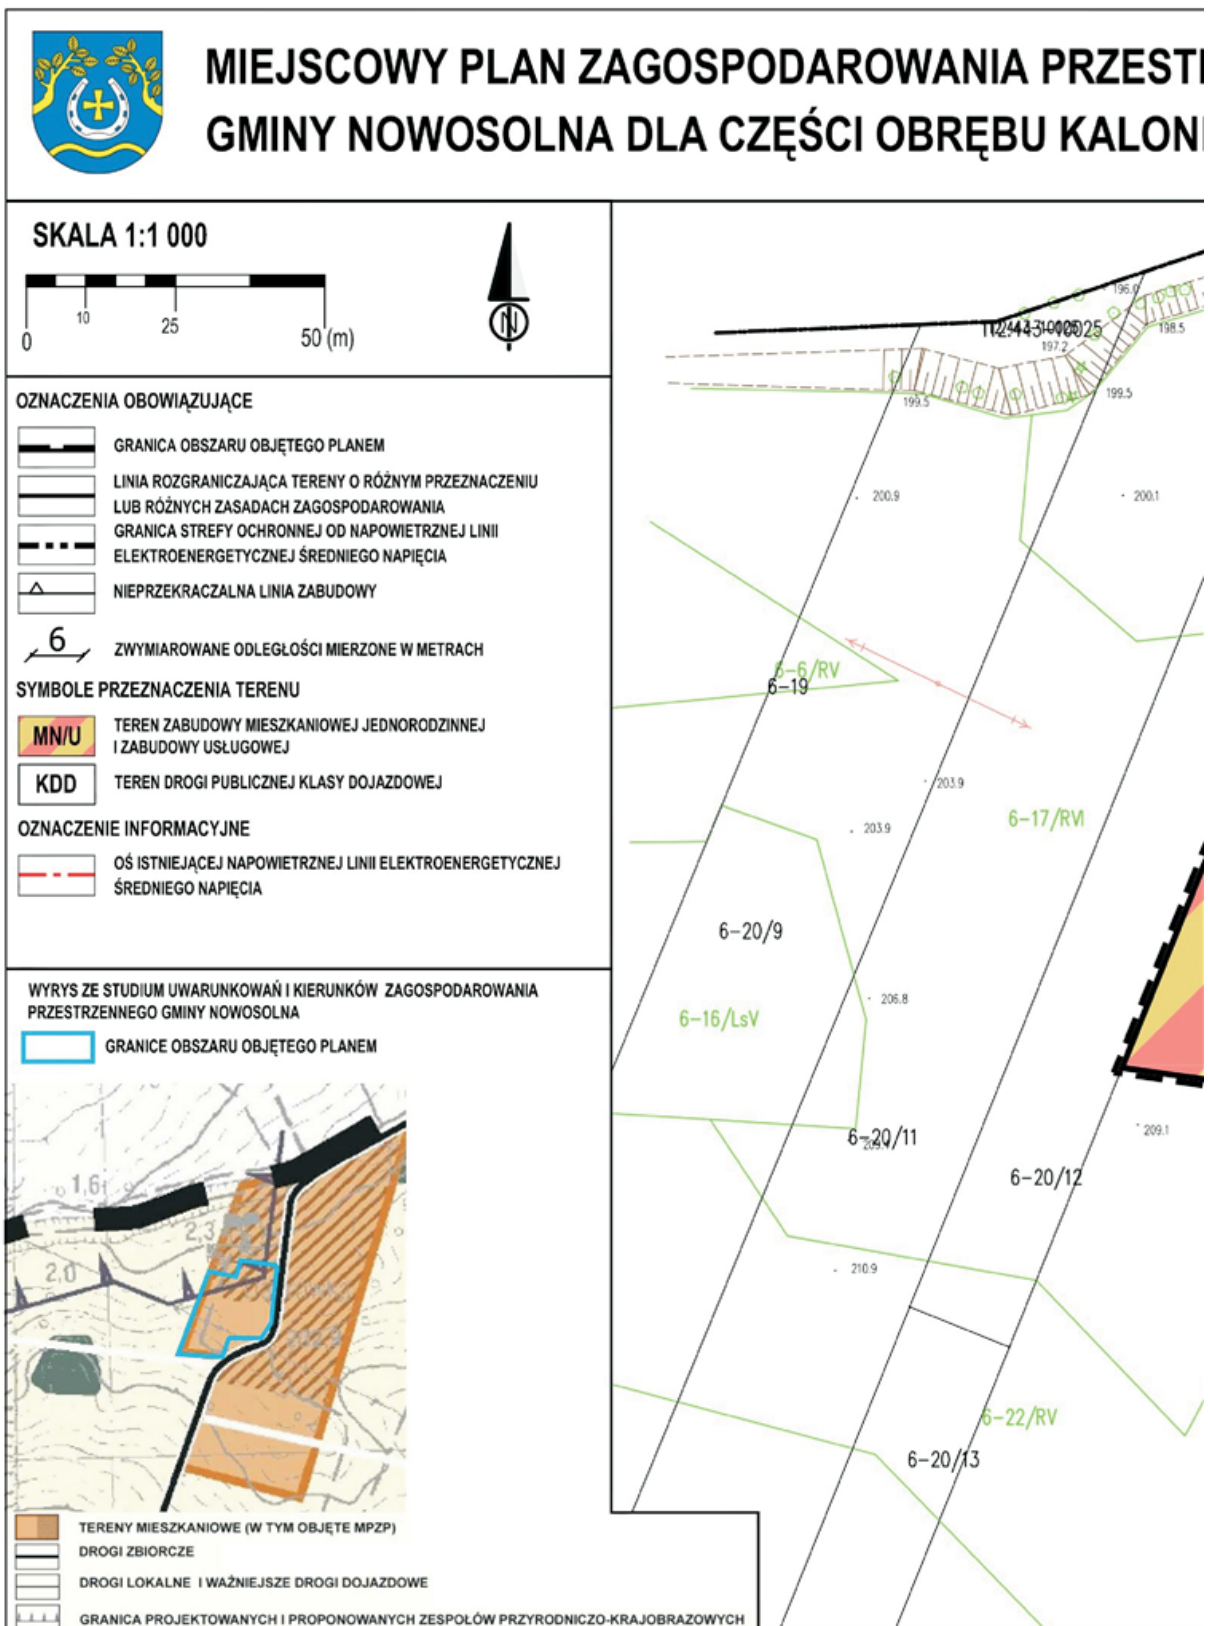 MIEJSCOWY PLAN ZAGOSPODAROWANIA PRZEST
GMINY NOWOSOLNA DLA CZĘŚCI OBRĘBU KALON
SKALA 1:1 000
0 10 25 50 (m)
N
OZNACZENIA OBOWIĄZUJĄCE
GRANICA OBSZARU OBJĘTEGO PLANEM
LINIA ROZGRANICZAJĄCA TERENY O RÓŻNYM PRZEZNACZENIU
LUB RÓŻNYCH ZASADACH ZAGOSPODAROWANIA
GRANICA STREFY OCHRONNEJ OD NAPOWIETRZNEJ LINII
ELEKTROENERGETYCZNEJ ŚREDNIEGO NAPIĘCIA
NIEPRZEKRACZALNA LINIA ZABUDOWY
6 ZWYMIAROWANE ODLEGŁOŚCI MIERZONE W METRACH
SYMBOLE PRZEZNACZENIA TERENU
MN/U TEREN ZABUDOWY MIESZKANIOWEJ JEDNORODZINNEJ
I ZABUDOWY USŁUGOWEJ
KDD TEREN DROGI PUBLICZNEJ KLASY DOJAZDOWEJ
OZNACZENIE INFORMACYJNE
OŚ ISTNIEJĄCEJ NAPOWIETRZNEJ LINII ELEKTROENERGETYCZNEJ
ŚREDNIEGO NAPIĘCIA
WYRYS ZE STUDIUM UWARUNKOWAŃ I KIERUNKÓW ZAGOSPODAROWANIA
PRZESTRZENNEGO GMINY NOWOSOLNA
GRANICE OBSZARU OBJĘTEGO PLANEM
1,6
2,3
2,0
TERENY MIESZKANIOWE (W TYM OBJĘTE MPZP)
DROGI ZBIORCZE
DROGI LOKALNE I WAŻNIEJSZE DROGI DOJAZDOWE
GRANICA PROJEKTOWANYCH I PROPONOWANYCH ZESPOŁÓW PRZYRODNICZO-KRAJOBRAZOWYCH
196.0
198.5
197.2
199.5
199.5
200.9
200.1
6-6/RV
6-19
203.9
6-17/RVI
203.9
6-20/9
206.8
6-16/LsV
209.1
6-20/11
6-20/12
210.9
6-22/RV
6-20/13